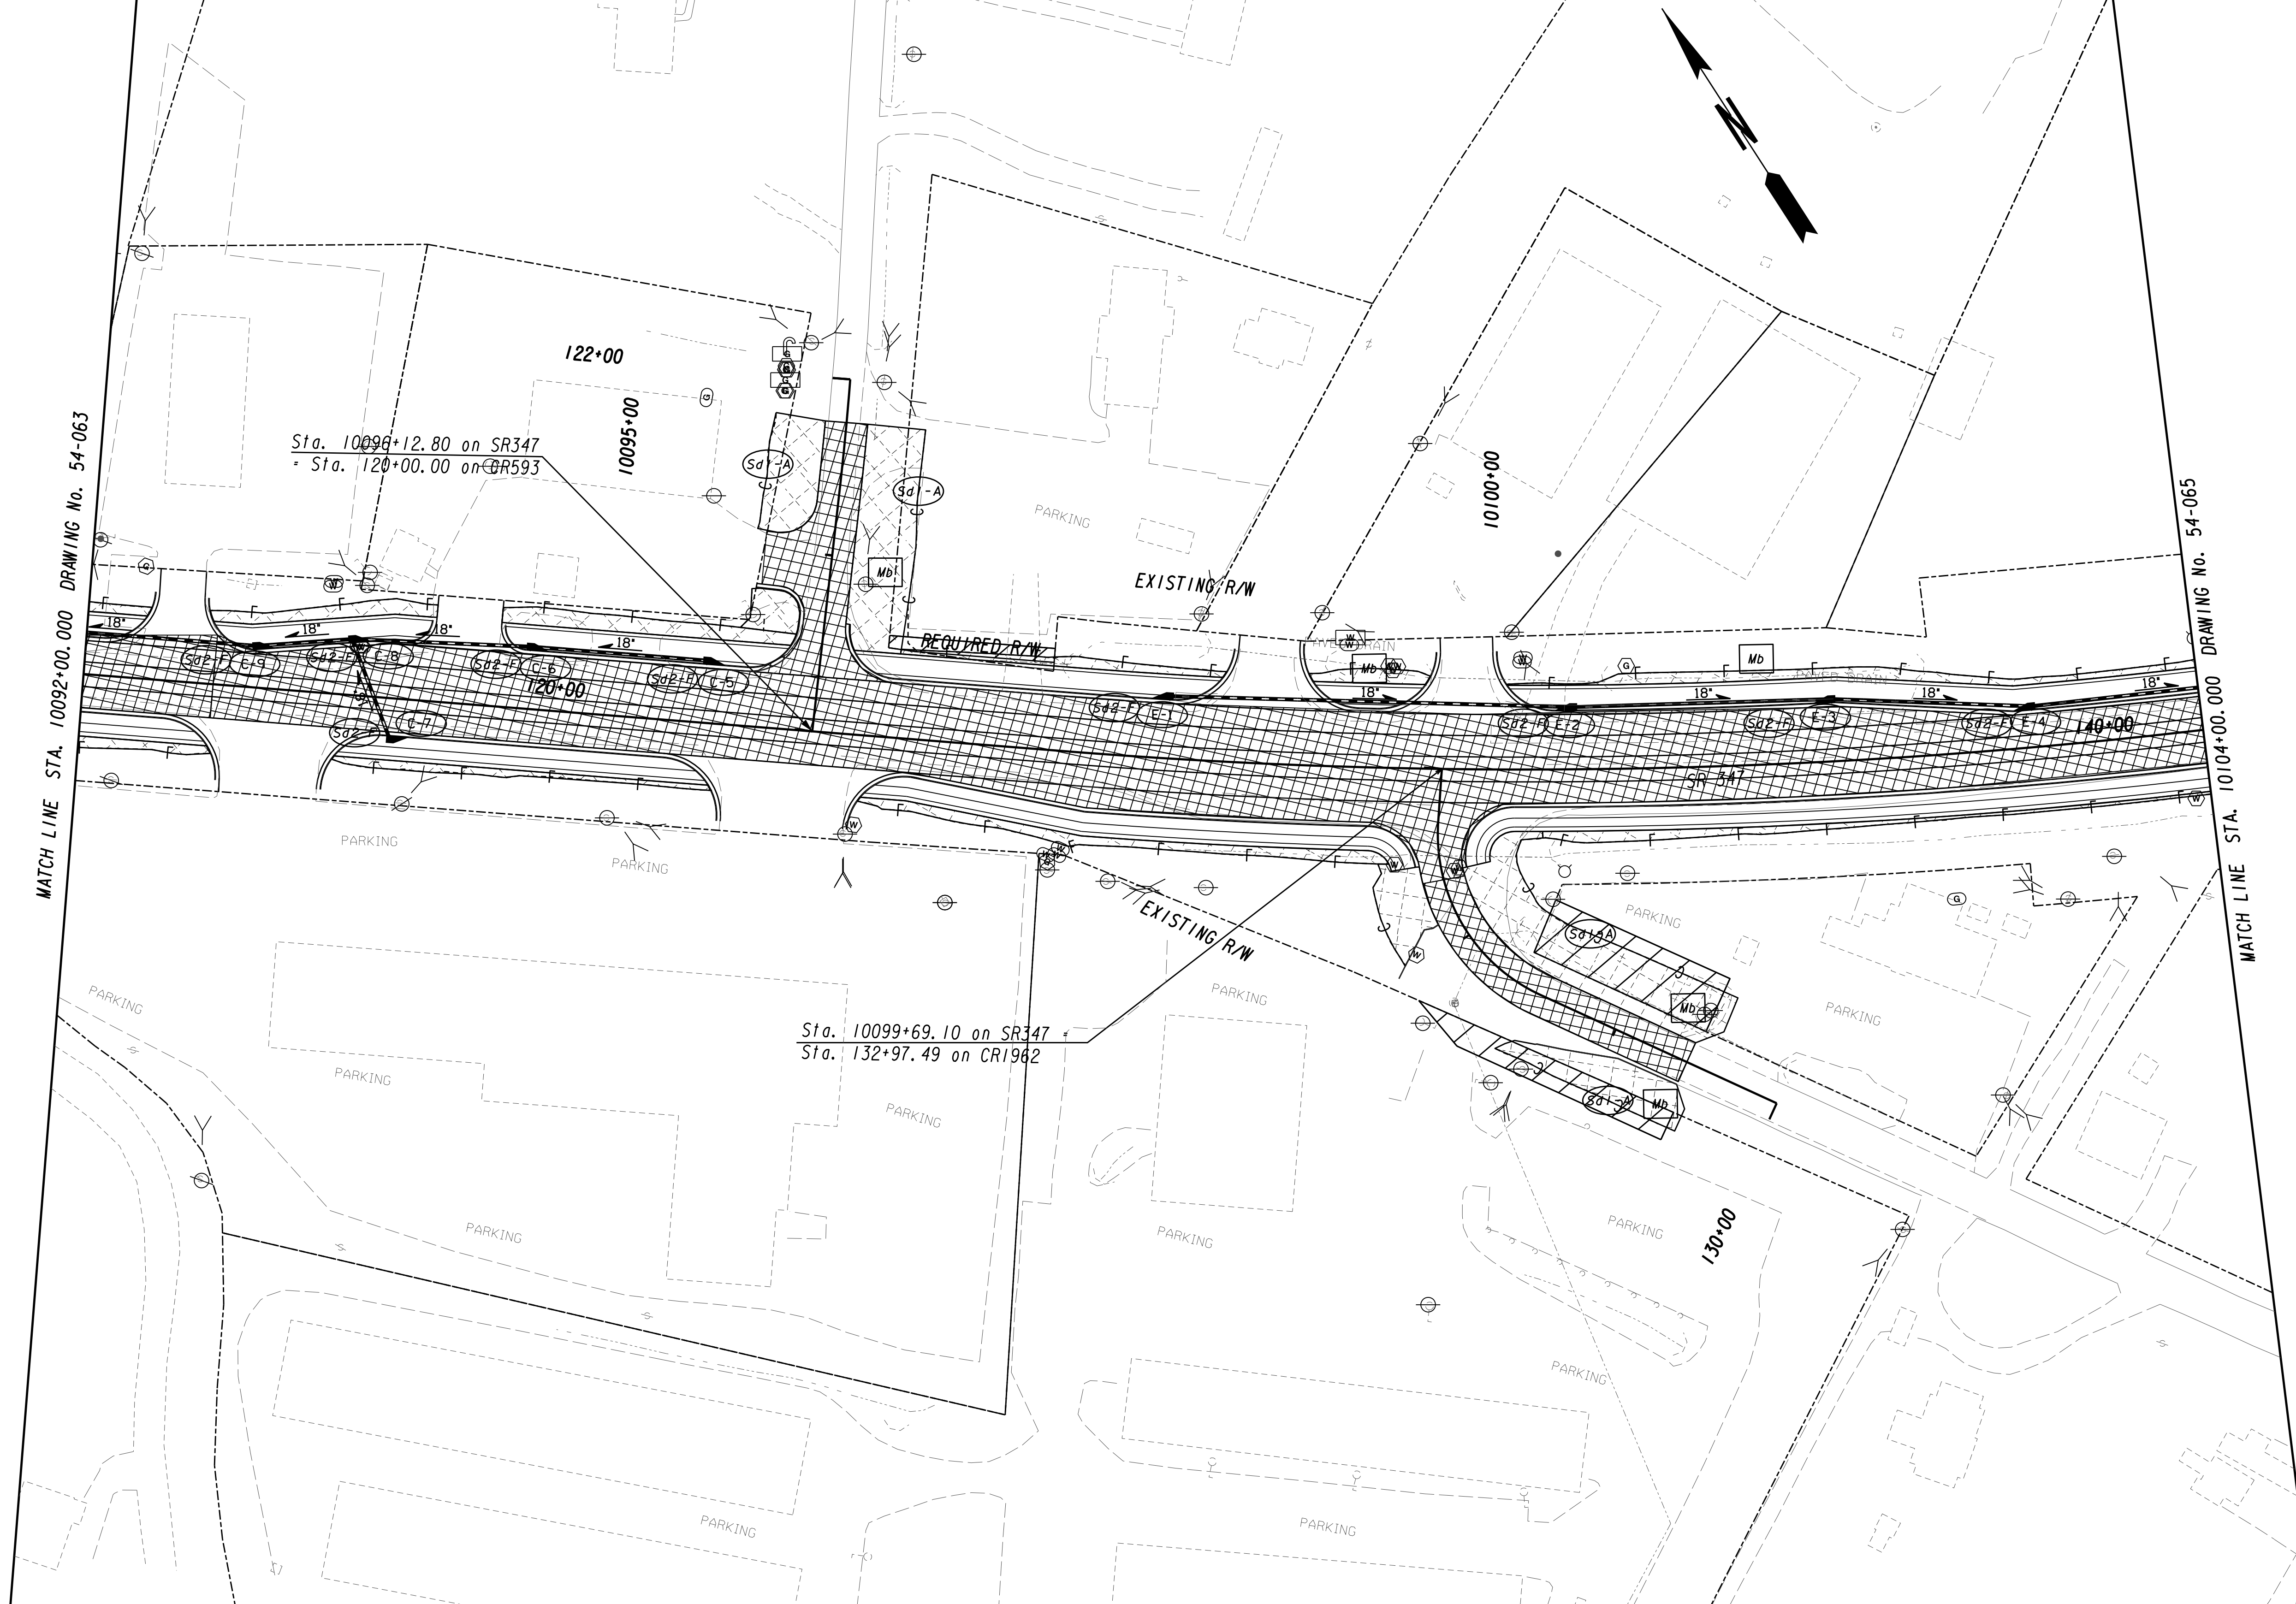 MATCH LINE STA. 10092+00.000 DRAWING No. 54-063
MATCH LINE STA. 10104+00.000 DRAWING No. 54-065
N
122+00
10095+00
10100+00
Sta. 10096+12.80 on SR347
= Sta. 120+00.00 on CR593
G
G
G
G
G
Sd1-A
Sd1-A
PARKING
Mb
EXISTING R/W
REQUIRED R/W
G
W
W
W
W
W
G
Mb
Mb
18"
18"
18"
18"
18"
18"
18"
18"
18"
18"
Sd2-F
C-9
Sd2-F
C-8
Sd2-F
C-6
Sd2-F
C-5
120+00
Sd2-F
C-7
Sd2-F
E-1
Sd2-F
E-2
Sd2-F
E-3
Sd2-F
E-4
140+00
SR 347
PARKING
PARKING
W
W
W
G
W
W
W
W
EXISTING R/W
PARKING
G
Sd1-A
Mb
PARKING
PARKING
PARKING
Sta. 10099+69.10 on SR347 =
Sta. 132+97.49 on CR1962
PARKING
PARKING
Sd1-A
Mb
PARKING
PARKING
PARKING
130+00
PARKING
PARKING
PARKING